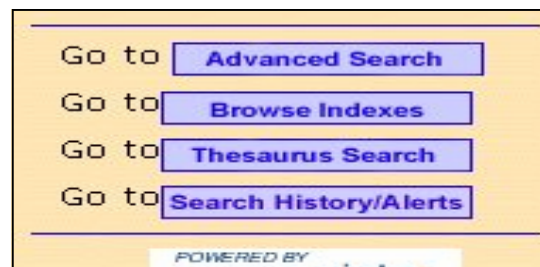 Go to Advanced Search
Go to Browse Indexes
Go to Thesaurus Search
Go to Search History/Alerts
POWERED BY